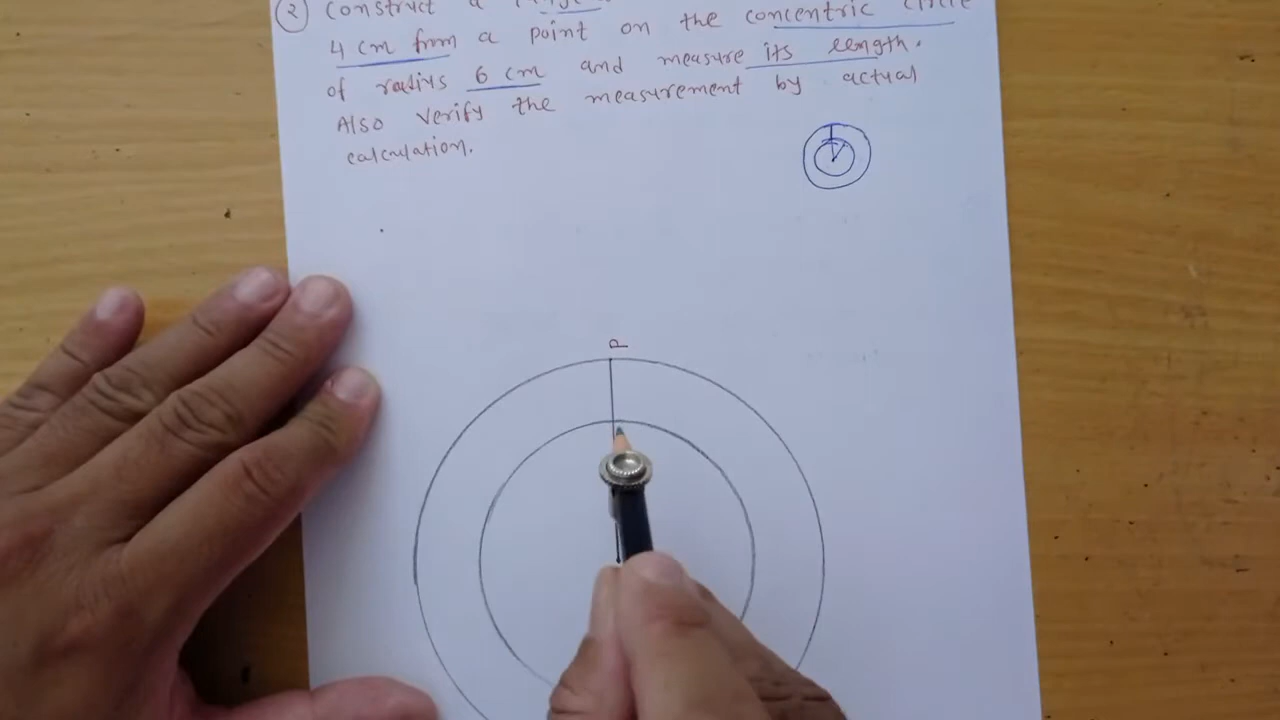 2 Construct a
4 cm from a point on the concentric circle
of radius 6 cm and measure its length.
Also verify the measurement by actual
calculation.
P